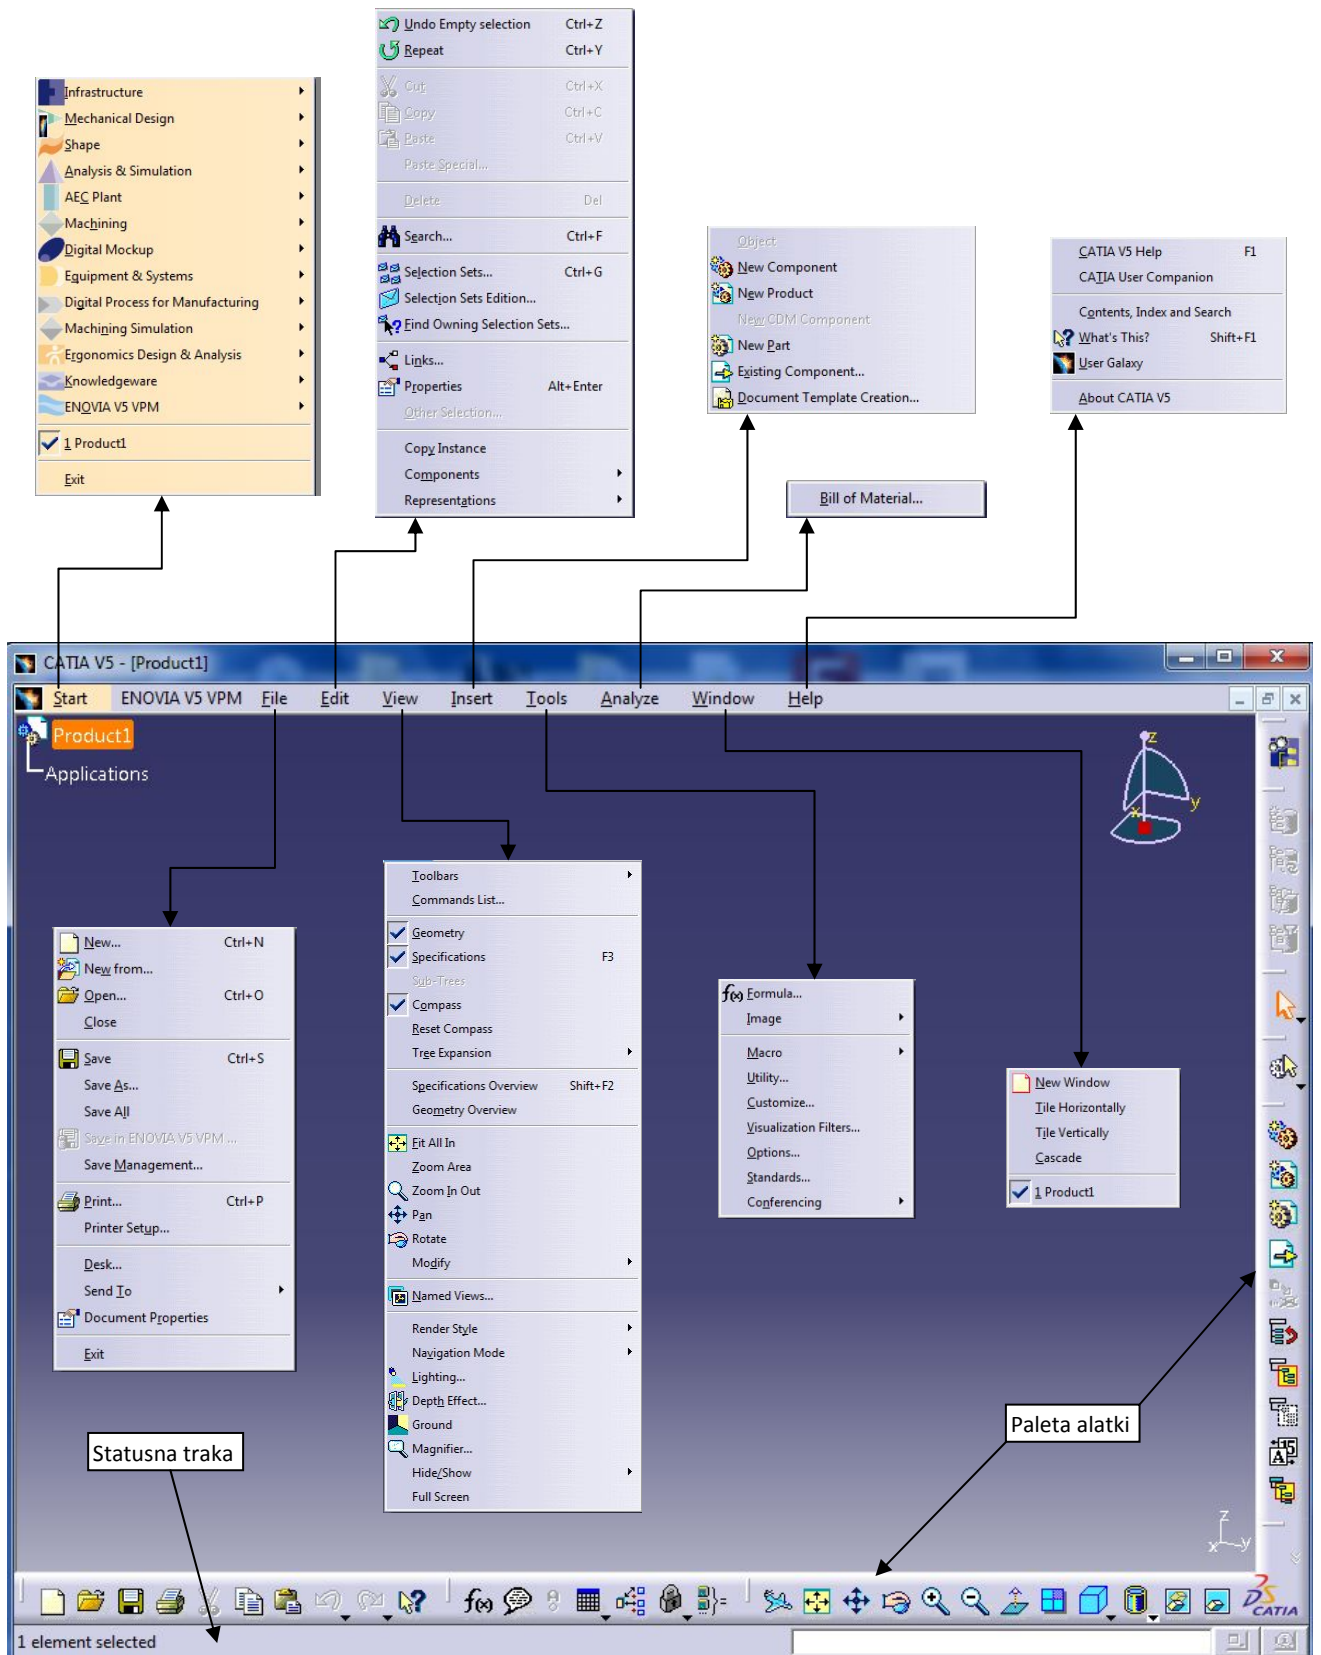 Undo Empty selection Ctrl+Z
Repeat Ctrl+Y
Cut Ctrl+X
Copy Ctrl+C
Paste Ctrl+V
Paste Special...
Delete Del
Search... Ctrl+F
Selection Sets... Ctrl+G
Selection Sets Edition...
Find Owning Selection Sets...
Links...
Properties Alt+Enter
Other Selection...
Copy Instance
Components
Representations
Infrastructure
Mechanical Design
Shape
Analysis & Simulation
AEC Plant
Machining
Digital Mockup
Equipment & Systems
Digital Process for Manufacturing
Machining Simulation
Ergonomics Design & Analysis
Knowledgeware
ENOVIA V5 VPM
1 Product1
Exit
Object
New Component
New Product
New CDM Component
New Part
Existing Component...
Document Template Creation...
CATIA V5 Help F1
CATIA User Companion
Contents, Index and Search
What's This? Shift+F1
User Galaxy
About CATIA V5
Bill of Material...
CATIA V5 - [Product1]
Start ENOVIA V5 VPM File Edit View Insert Tools Analyze Window Help
Product1
Applications
z
y
x
New... Ctrl+N
New from...
Open... Ctrl+O
Close
Save Ctrl+S
Save As...
Save All
Save in ENOVIA V5 VPM ...
Save Management...
Print... Ctrl+P
Printer Setup...
Desk...
Send To
Document Properties
Exit
Toolbars
Commands List...
Geometry
Specifications F3
Sub-Trees
Compass
Reset Compass
Tree Expansion
Specifications Overview Shift+F2
Geometry Overview
Fit All In
Zoom Area
Zoom In Out
Pan
Rotate
Modify
Named Views...
Render Style
Navigation Mode
Lighting...
Depth Effect...
Ground
Magnifier...
Hide/Show
Full Screen
f(x) Formula...
Image
Macro
Utility...
Customize...
Visualization Filters...
Options...
Standards...
Conferencing
New Window
Tile Horizontally
Tile Vertically
Cascade
1 Product1
Statusna traka
Paleta alatki
15
A
z
x y
f(x)
CATIA
1 element selected